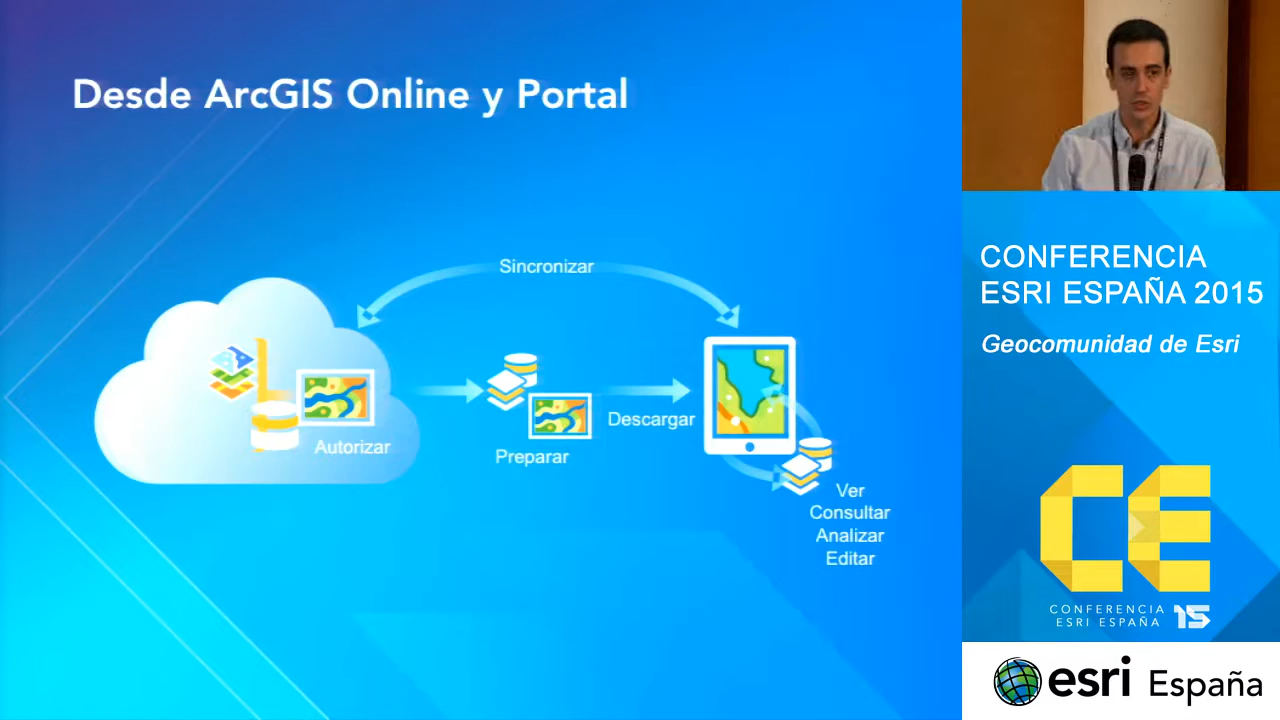 Desde ArcGIS Online y Portal
Sincronizar
Autorizar
Preparar
Descargar
Ver
Consultar
Analizar
Editar
CONFERENCIA
ESRI ESPAÑA 2015
Geocomunidad de Esri
CE
CONFERENCIA
ESRI ESPAÑA 15
esri España